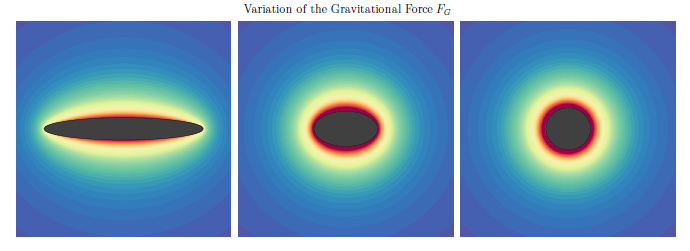 Variation of the Gravitational Force $F_G$